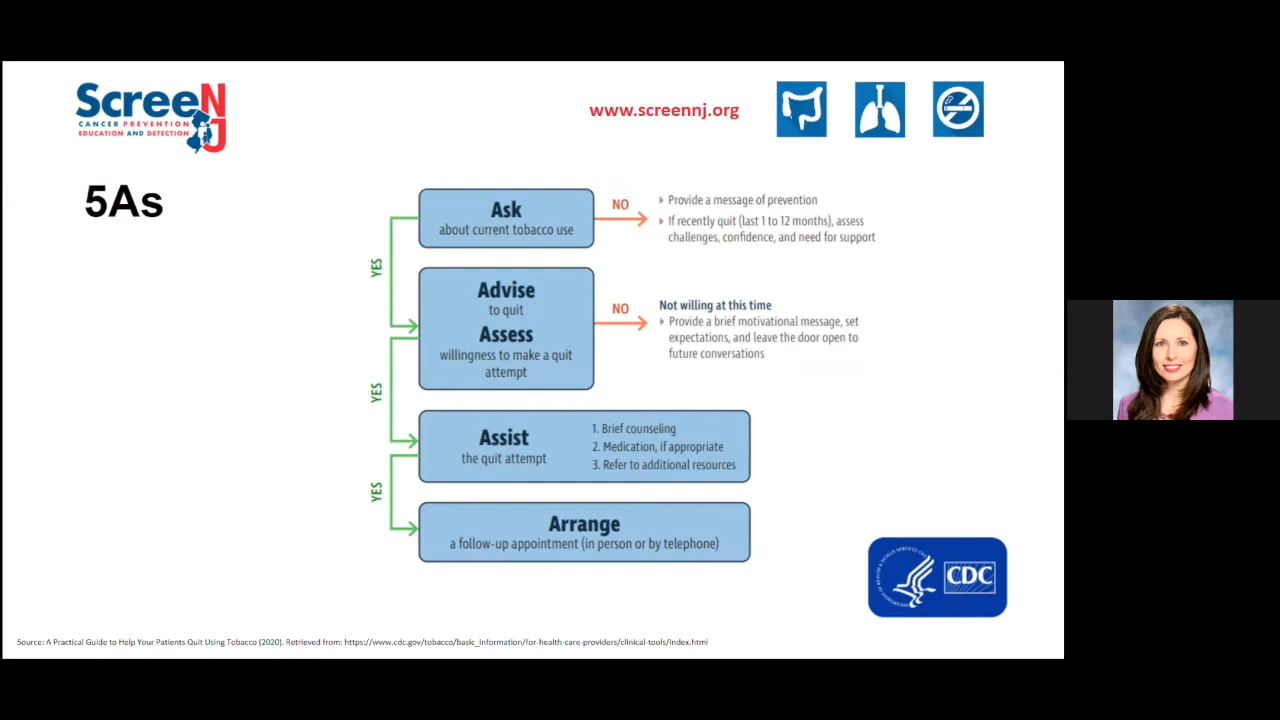 ScreeNJ
CANCER PREVENTION
EDUCATION AND DETECTION
www.screennj.org
5As
Ask
about current tobacco use
NO
Provide a message of prevention
If recently quit (last 1 to 12 months), assess
challenges, confidence, and need for support
YES
Advise
to quit
Assess
willingness to make a quit
attempt
NO
Not willing at this time
Provide a brief motivational message, set
expectations, and leave the door open to
future conversations
YES
Assist
the quit attempt
1. Brief counseling
2. Medication, if appropriate
3. Refer to additional resources
YES
Arrange
a follow-up appointment (in person or by telephone)
CDC
Source: A Practical Guide to Help Your Patients Quit Using Tobacco (2020). Retrieved from: https://www.cdc.gov/tobacco/basic_information/for-health-care-providers/clinical-tools/index.html